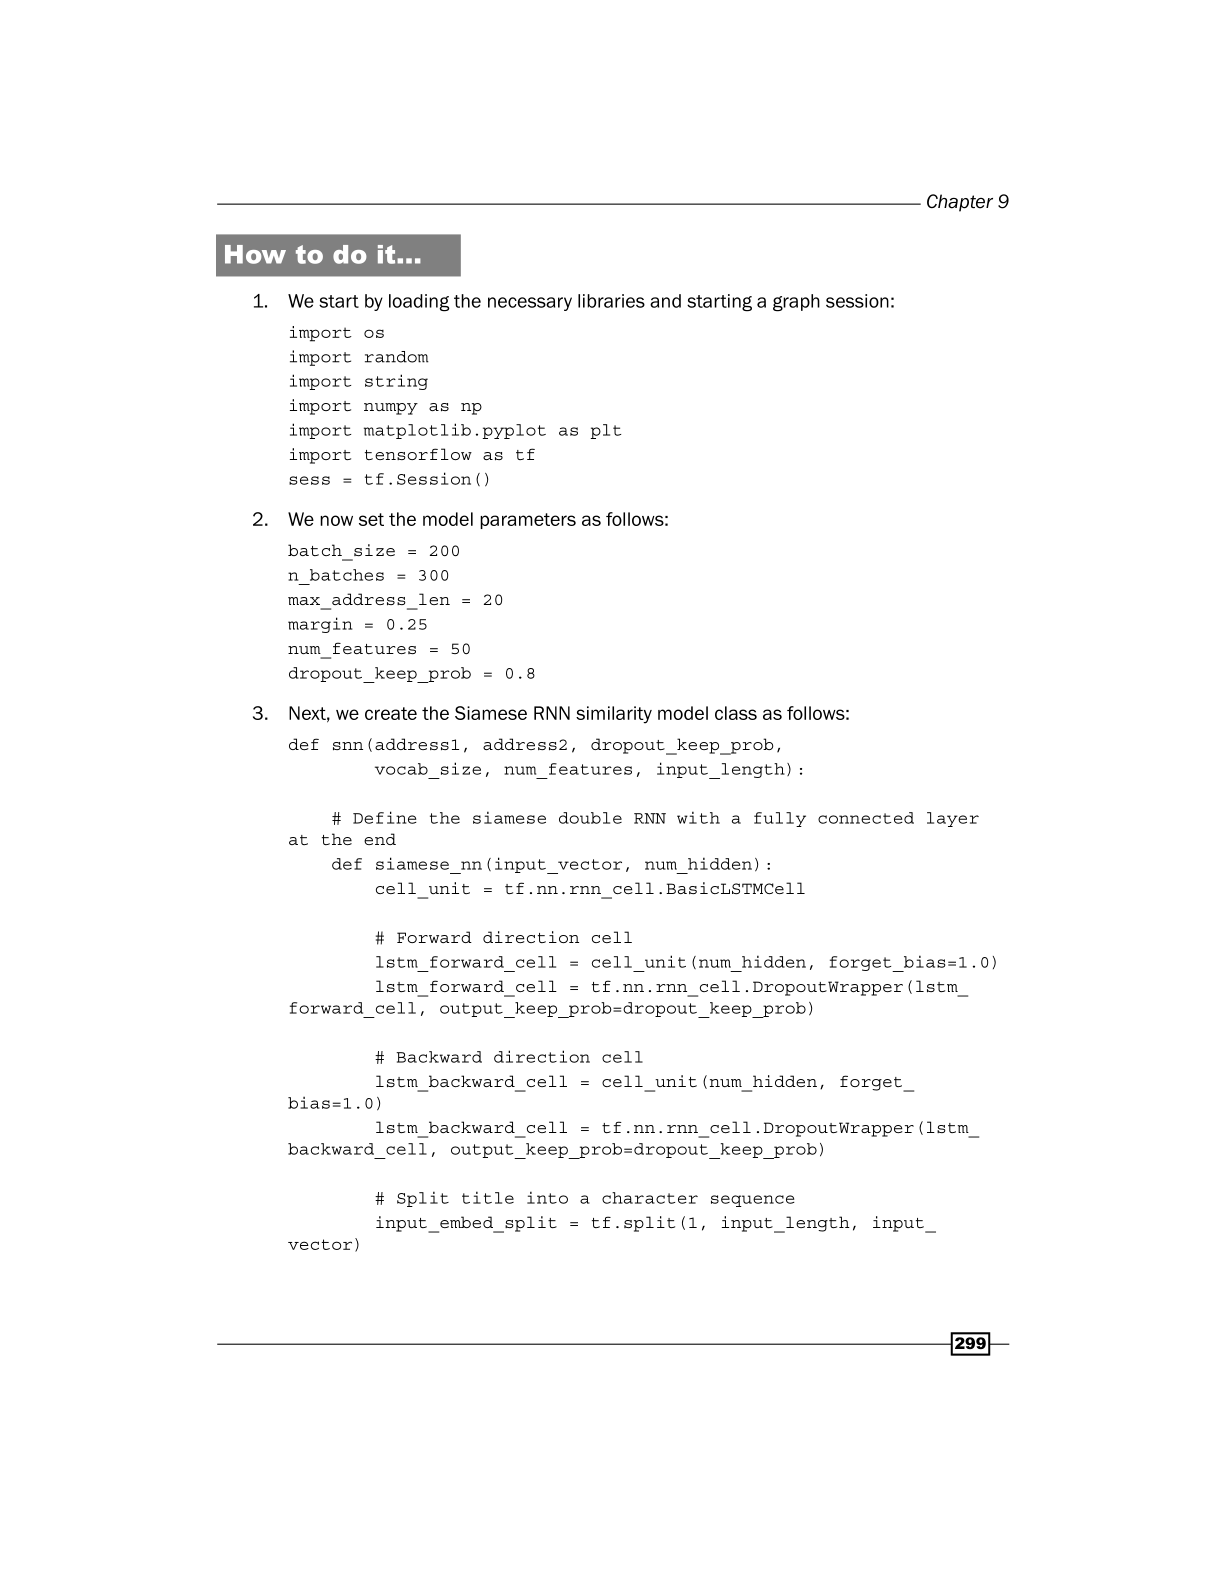 Chapter 9
How to do it…
1. We start by loading the necessary libraries and starting a graph session:
import os
import random
import string
import numpy as np
import matplotlib.pyplot as plt
import tensorflow as tf
sess = tf.Session()
2. We now set the model parameters as follows:
batch_size = 200
n_batches = 300
max_address_len = 20
margin = 0.25
num_features = 50
dropout_keep_prob = 0.8
3. Next, we create the Siamese RNN similarity model class as follows:
def snn(address1, address2, dropout_keep_prob,
        vocab_size, num_features, input_length):
    # Define the siamese double RNN with a fully connected layer
at the end
    def siamese_nn(input_vector, num_hidden):
        cell_unit = tf.nn.rnn_cell.BasicLSTMCell
        # Forward direction cell
        lstm_forward_cell = cell_unit(num_hidden, forget_bias=1.0)
        lstm_forward_cell = tf.nn.rnn_cell.DropoutWrapper(lstm_
forward_cell, output_keep_prob=dropout_keep_prob)
        # Backward direction cell
        lstm_backward_cell = cell_unit(num_hidden, forget_
bias=1.0)
        lstm_backward_cell = tf.nn.rnn_cell.DropoutWrapper(lstm_
backward_cell, output_keep_prob=dropout_keep_prob)
        # Split title into a character sequence
        input_embed_split = tf.split(1, input_length, input_
vector)
299